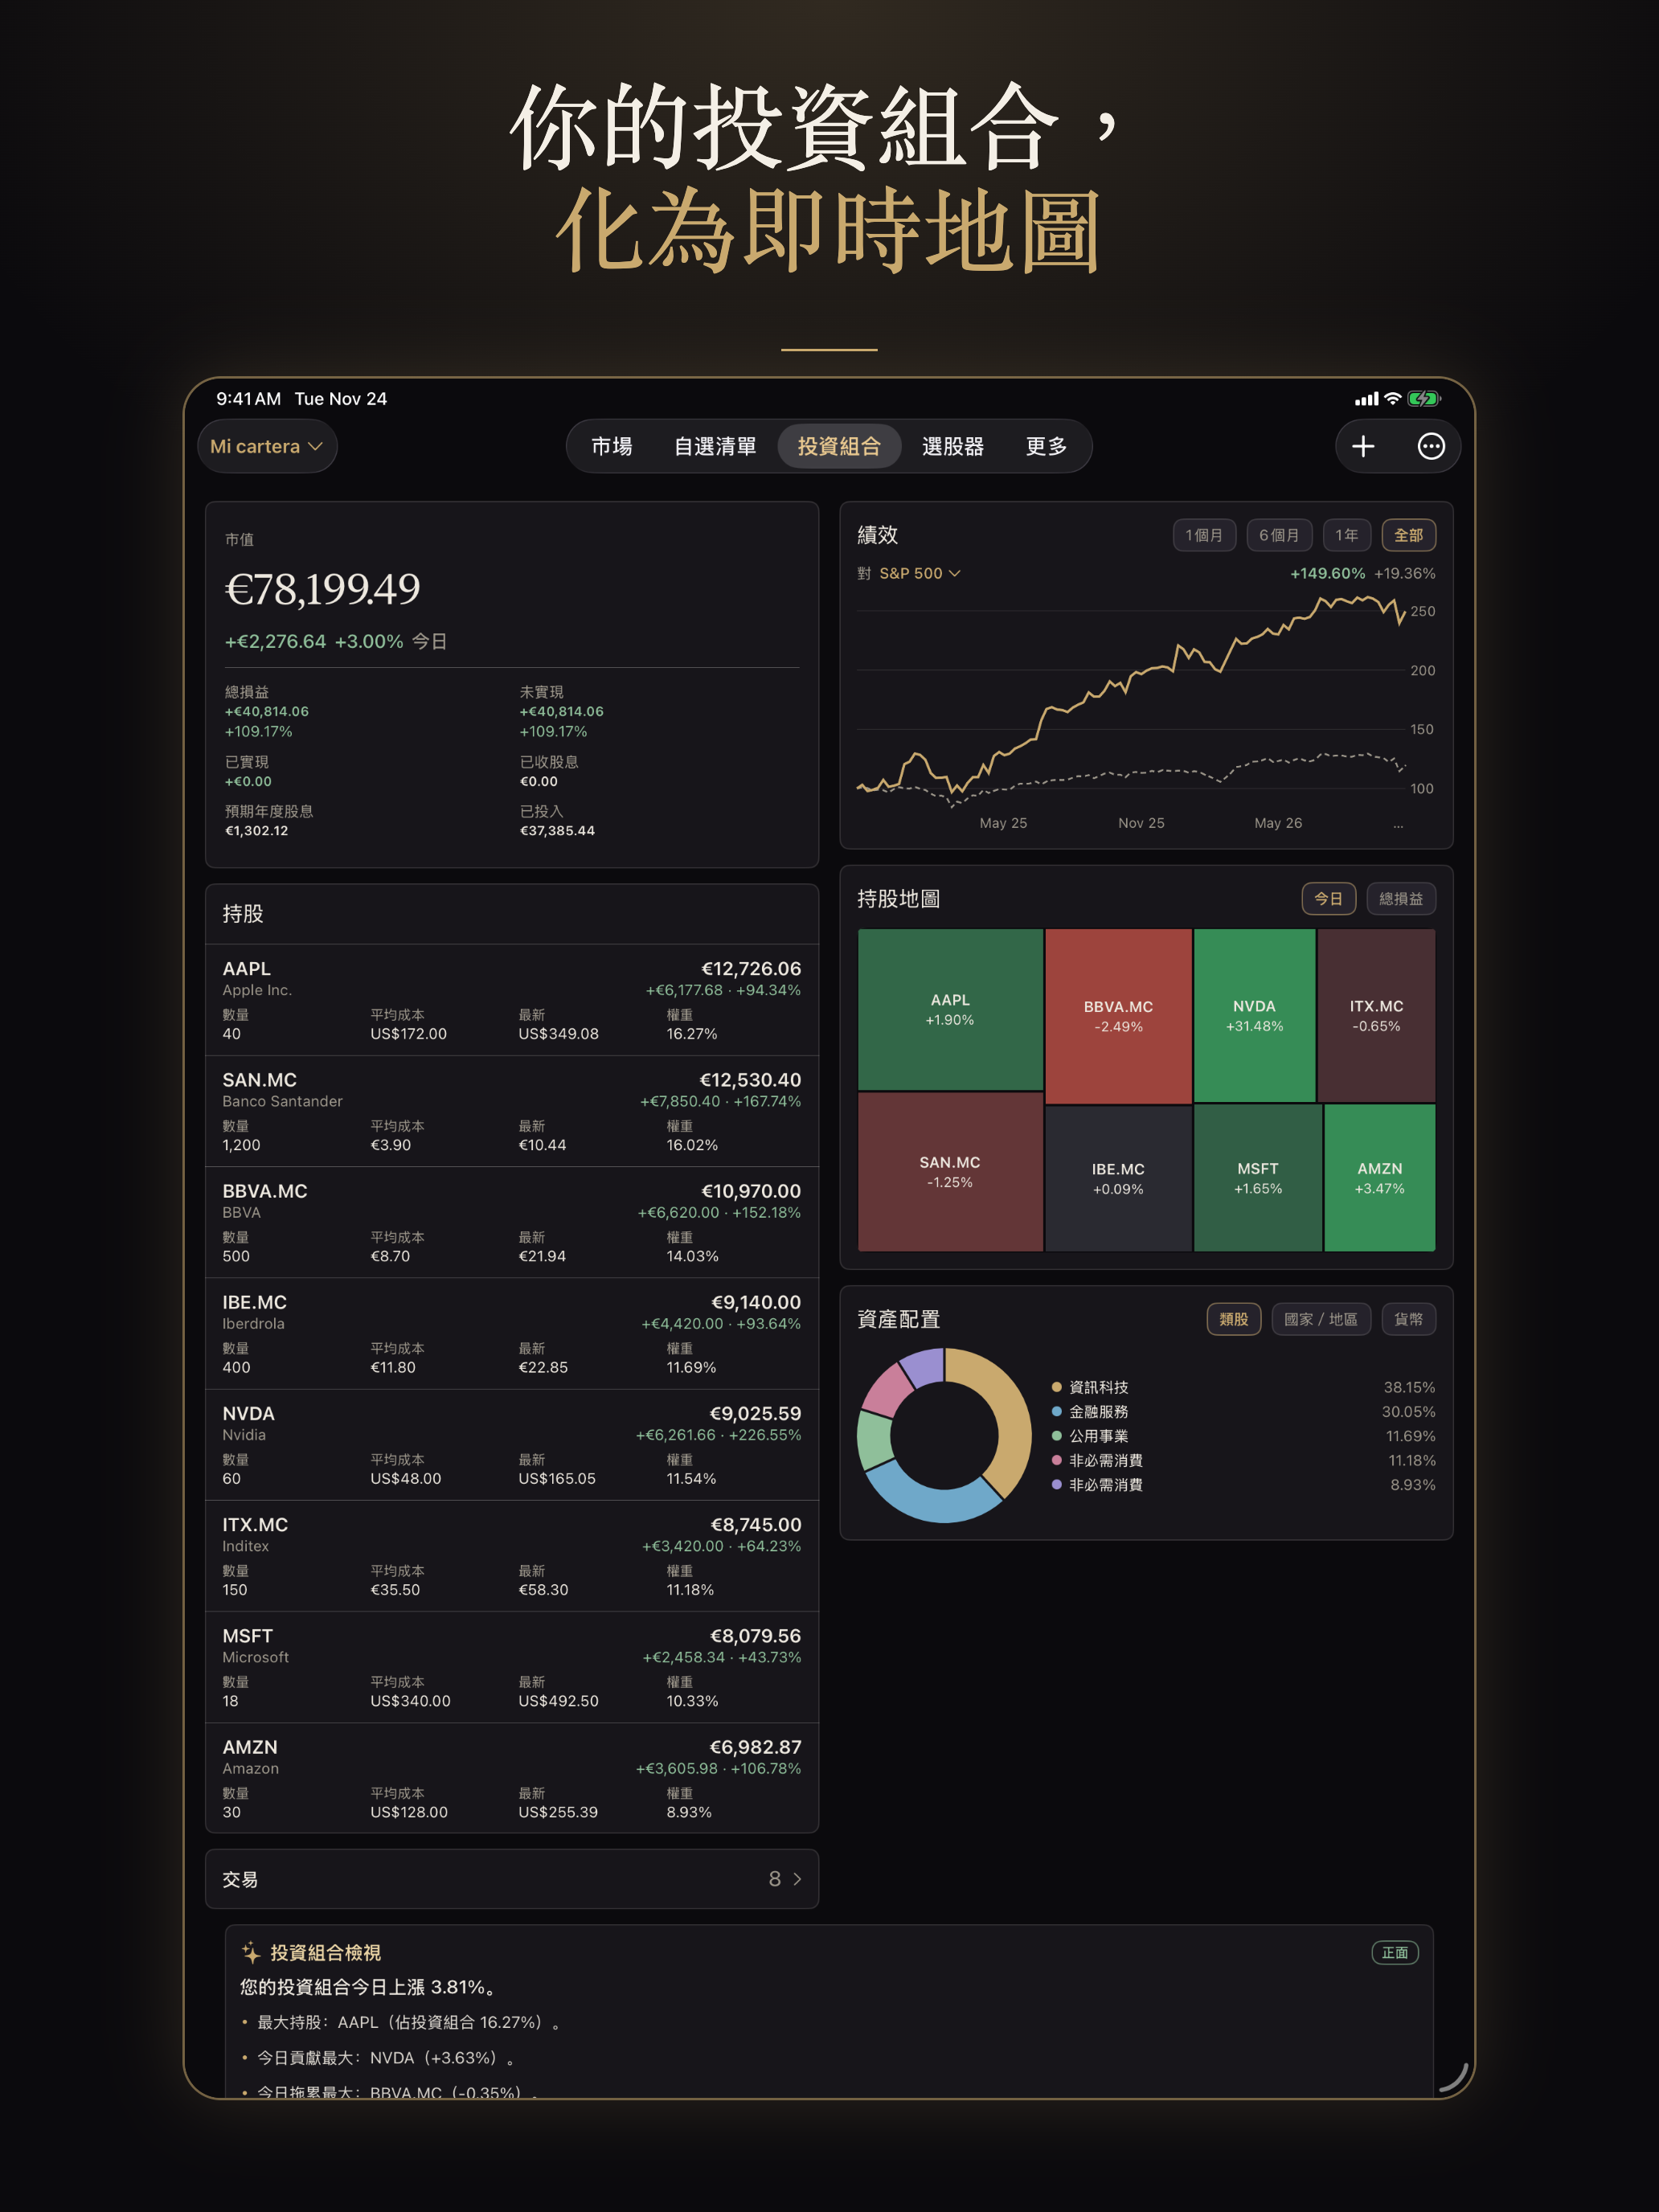 你的投資組合，
化為即時地圖
9:41 AM Tue Nov 24
Mi cartera
市場 自選清單 投資組合 選股器 更多
市值
€78,199.49
+€2,276.64 +3.00% 今日
總損益 未實現
+€40,814.06 +€40,814.06
+109.17% +109.17%
已實現 已收股息
+€0.00 €0.00
預期年度股息 已投入
€1,302.12 €37,385.44
持股
AAPL €12,726.06
Apple Inc. +€6,177.68 · +94.34%
數量 平均成本 最新 權重
40 US$172.00 US$349.08 16.27%
SAN.MC €12,530.40
Banco Santander +€7,850.40 · +167.74%
數量 平均成本 最新 權重
1,200 €3.90 €10.44 16.02%
BBVA.MC €10,970.00
BBVA +€6,620.00 · +152.18%
數量 平均成本 最新 權重
500 €8.70 €21.94 14.03%
IBE.MC €9,140.00
Iberdrola +€4,420.00 · +93.64%
數量 平均成本 最新 權重
400 €11.80 €22.85 11.69%
NVDA €9,025.59
Nvidia +€6,261.66 · +226.55%
數量 平均成本 最新 權重
60 US$48.00 US$165.05 11.54%
ITX.MC €8,745.00
Inditex +€3,420.00 · +64.23%
數量 平均成本 最新 權重
150 €35.50 €58.30 11.18%
MSFT €8,079.56
Microsoft +€2,458.34 · +43.73%
數量 平均成本 最新 權重
18 US$340.00 US$492.50 10.33%
AMZN €6,982.87
Amazon +€3,605.98 · +106.78%
數量 平均成本 最新 權重
30 US$128.00 US$255.39 8.93%
交易 8
績效 1個月 6個月 1年 全部
對 S&P 500 +149.60% +19.36%
250
200
150
100
May 25 Nov 25 May 26 ...
持股地圖 今日 總損益
AAPL
+1.90%
BBVA.MC
-2.49%
NVDA
+31.48%
ITX.MC
-0.65%
SAN.MC
-1.25%
IBE.MC
+0.09%
MSFT
+1.65%
AMZN
+3.47%
資產配置 類股 國家 / 地區 貨幣
資訊科技 38.15%
金融服務 30.05%
公用事業 11.69%
非必需消費 11.18%
非必需消費 8.93%
投資組合檢視 正面
您的投資組合今日上漲 3.81%。
• 最大持股：AAPL（佔投資組合 16.27%）。
• 今日貢獻最大：NVDA（+3.63%）。
• 今日拖累最大：BBVA.MC（-0.35%）。